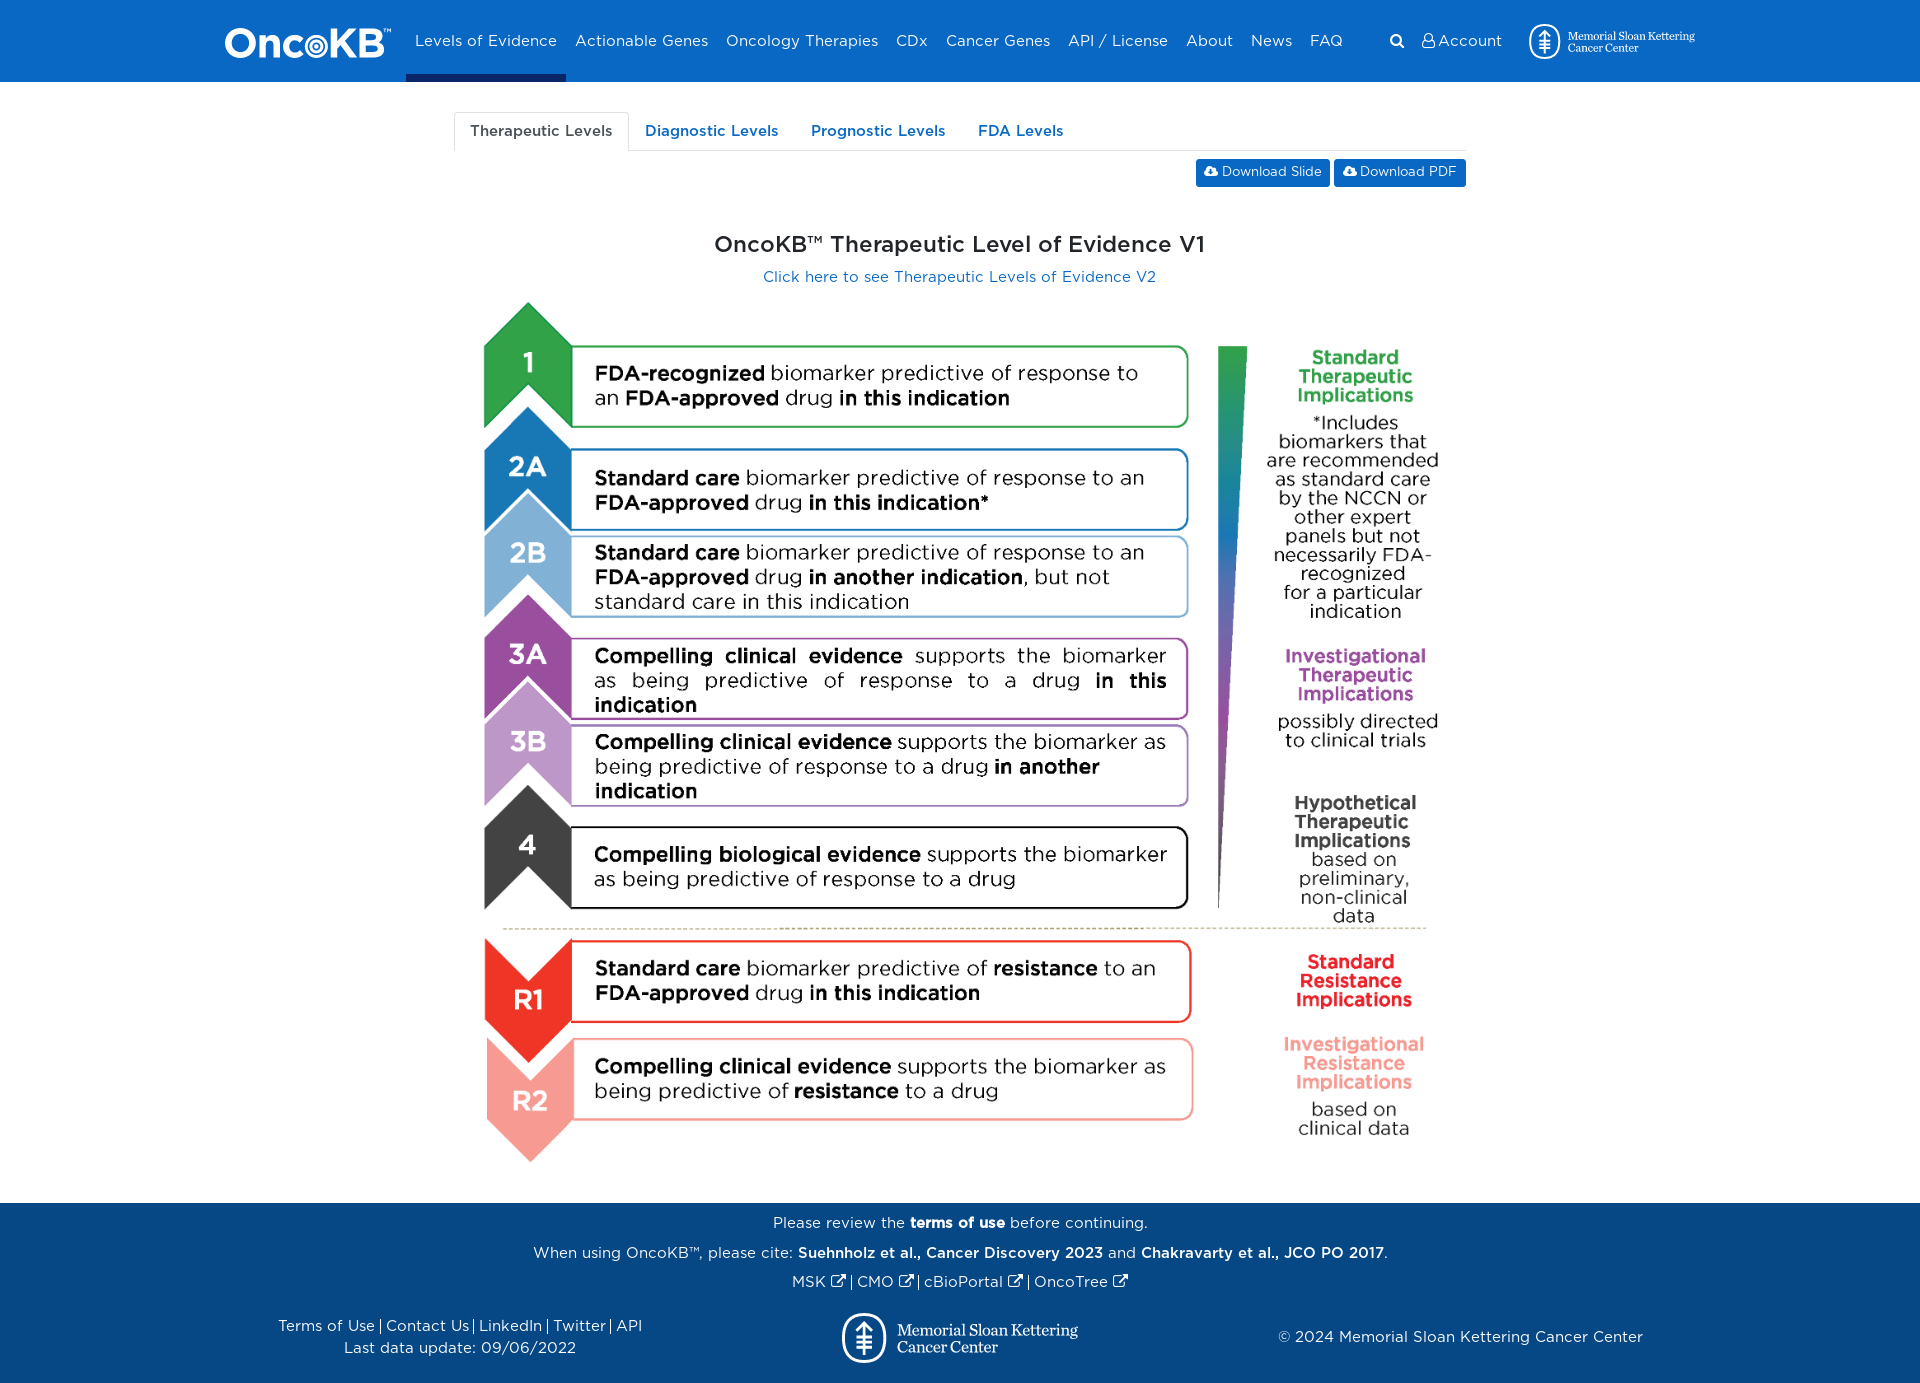 OncoKB™
Levels of Evidence
Actionable Genes
Oncology Therapies
CDx
Cancer Genes
API / License
About
News
FAQ
Account
Memorial Sloan Kettering
Cancer Center
Therapeutic Levels
Diagnostic Levels
Prognostic Levels
FDA Levels
Download Slide
Download PDF
OncoKB™ Therapeutic Level of Evidence V1
Click here to see Therapeutic Levels of Evidence V2
1
FDA-recognized biomarker predictive of response to
an FDA-approved drug in this indication
2A
Standard care biomarker predictive of response to an
FDA-approved drug in this indication*
2B
Standard care biomarker predictive of response to an
FDA-approved drug in another indication, but not
standard care in this indication
3A
Compelling clinical evidence supports the biomarker
as being predictive of response to a drug in this
indication
3B
Compelling clinical evidence supports the biomarker as
being predictive of response to a drug in another
indication
4
Compelling biological evidence supports the biomarker
as being predictive of response to a drug
Standard
Therapeutic
Implications
*Includes
biomarkers that
are recommended
as standard care
by the NCCN or
other expert
panels but not
necessarily FDA-
recognized
for a particular
indication
Investigational
Therapeutic
Implications
possibly directed
to clinical trials
Hypothetical
Therapeutic
Implications
based on
preliminary,
non-clinical
data
R1
Standard care biomarker predictive of resistance to an
FDA-approved drug in this indication
Standard
Resistance
Implications
R2
Compelling clinical evidence supports the biomarker as
being predictive of resistance to a drug
Investigational
Resistance
Implications
based on
clinical data
Please review the terms of use before continuing.
When using OncoKB™, please cite: Suehnholz et al., Cancer Discovery 2023 and Chakravarty et al., JCO PO 2017.
MSK | CMO | cBioPortal | OncoTree
Terms of Use | Contact Us | LinkedIn | Twitter | API
Last data update: 09/06/2022
Memorial Sloan Kettering
Cancer Center
© 2024 Memorial Sloan Kettering Cancer Center